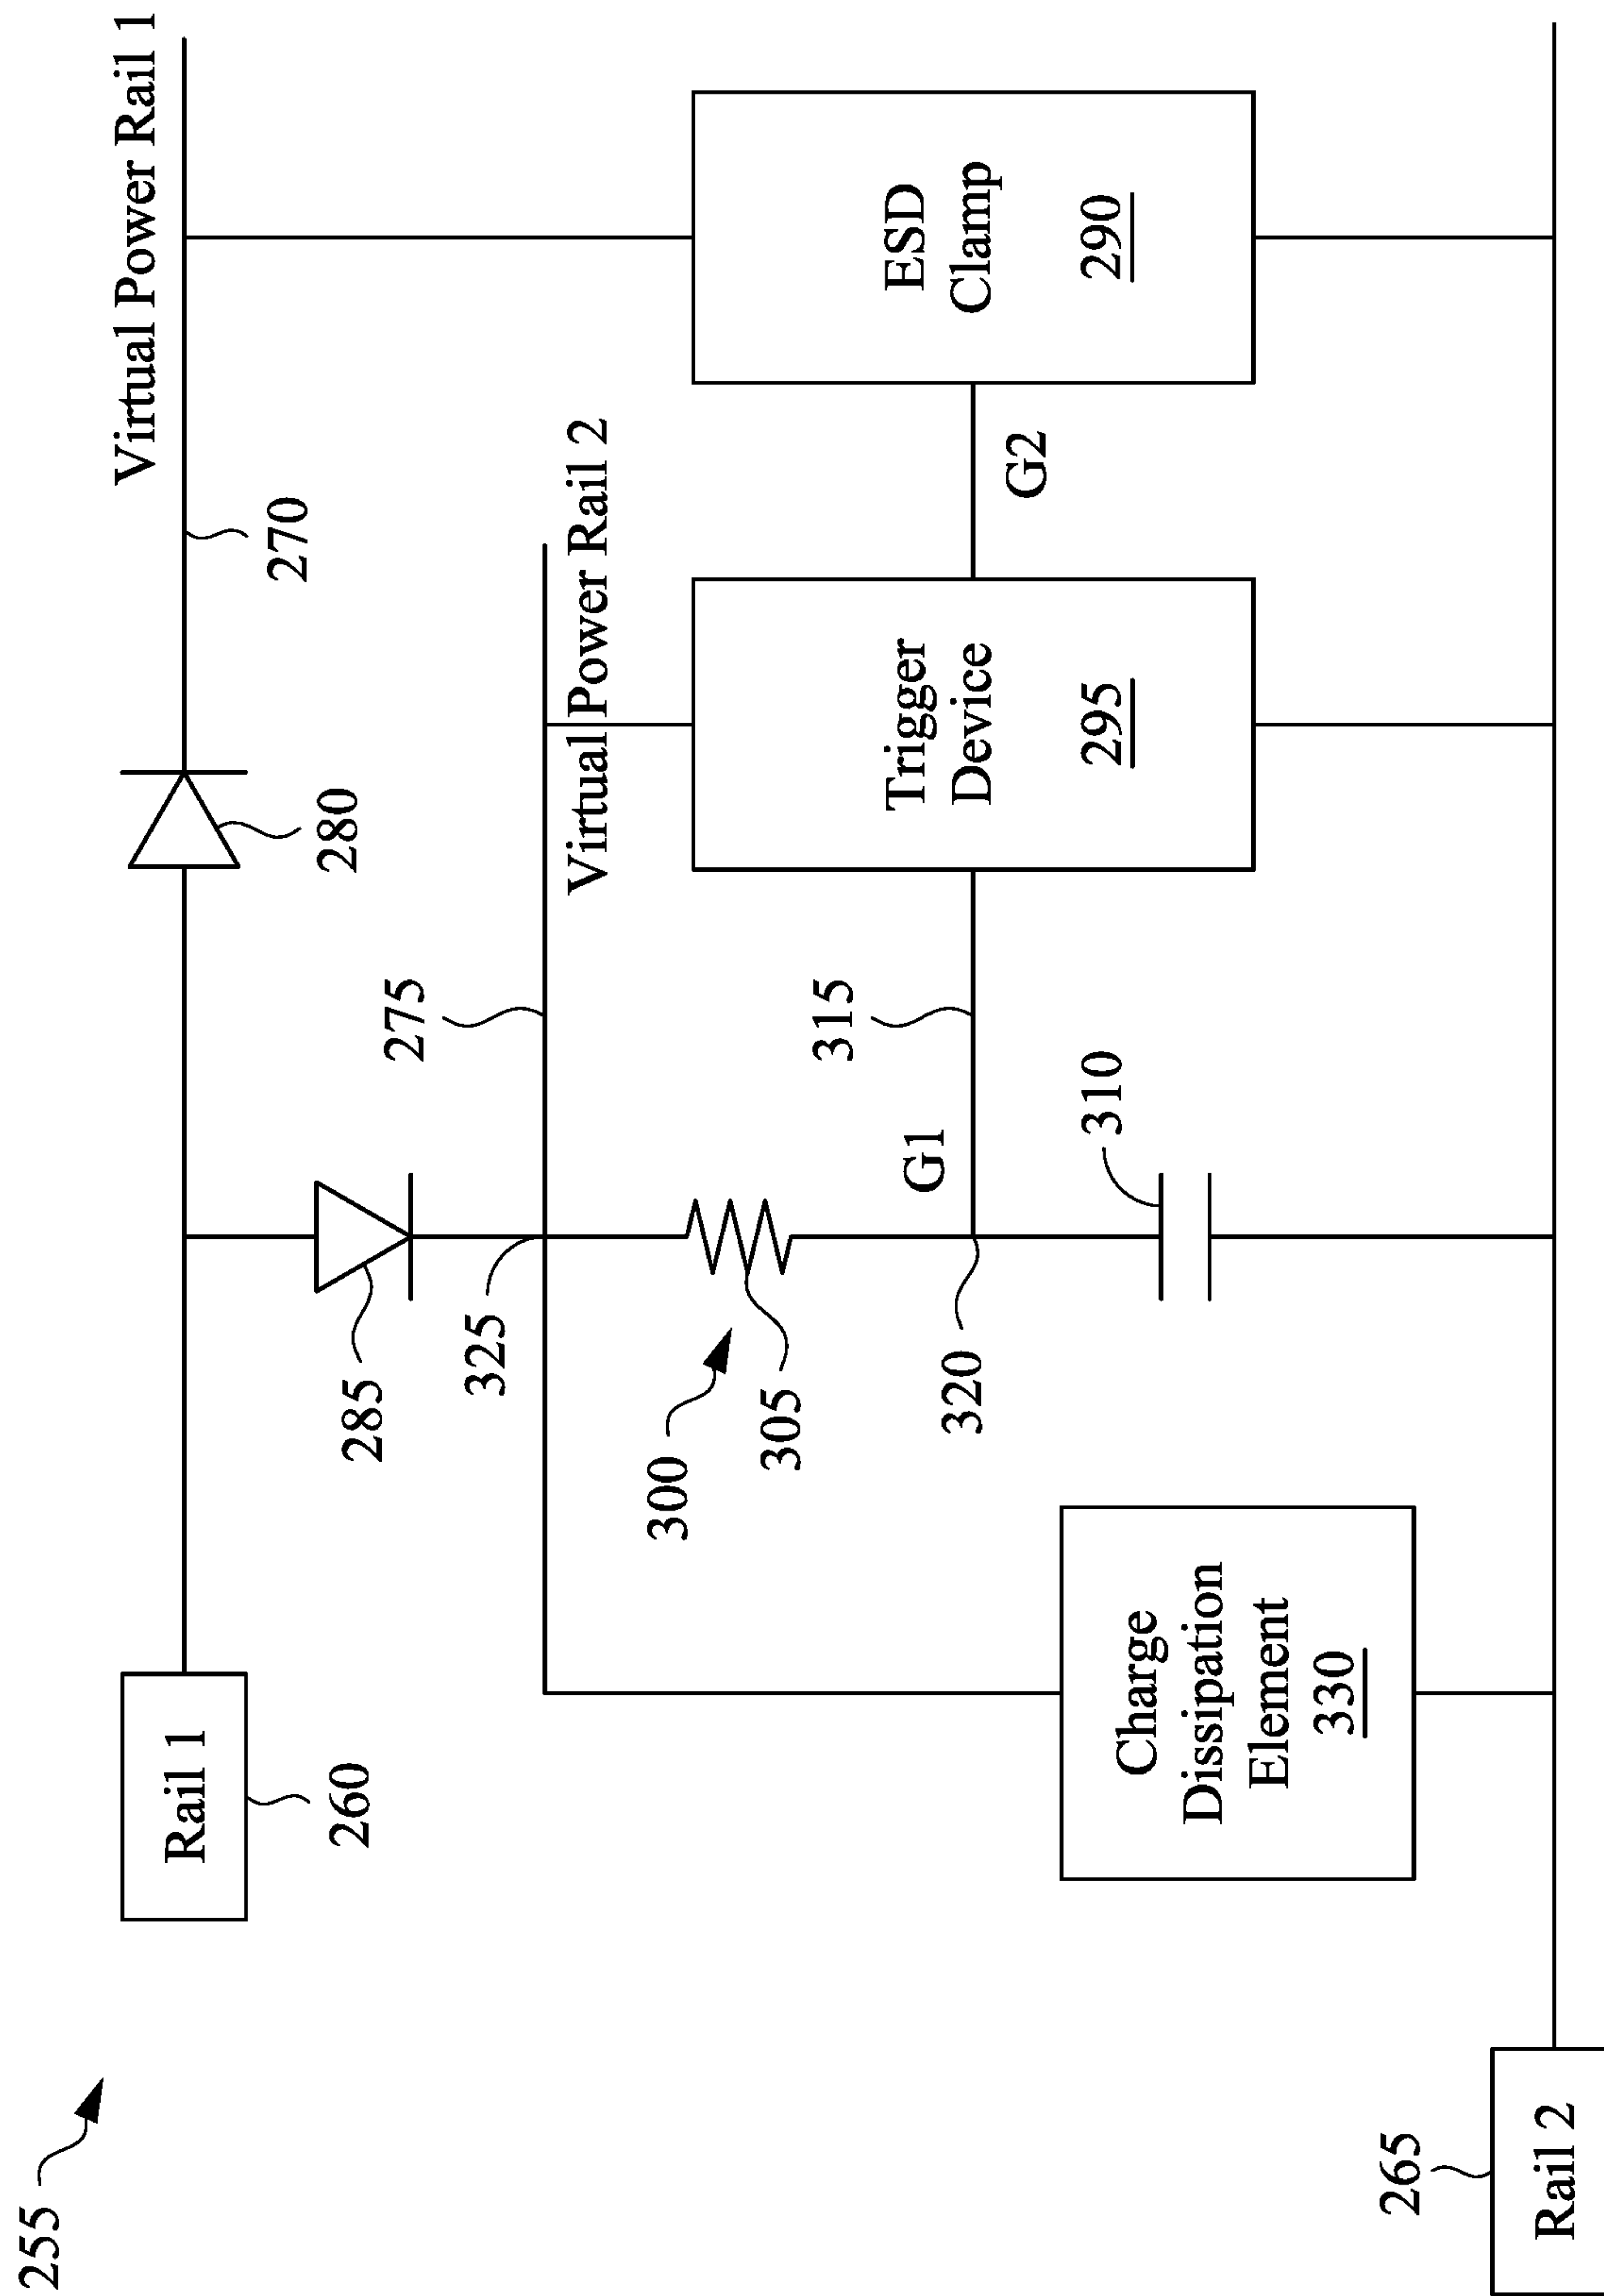 255
Rail 1
260
Virtual Power Rail 1
270
280
285
275
Virtual Power Rail 2
325
300
305
G1
315
320
310
Charge
Dissipation
Element
330
Trigger
Device
295
G2
ESD
Clamp
290
265
Rail 2